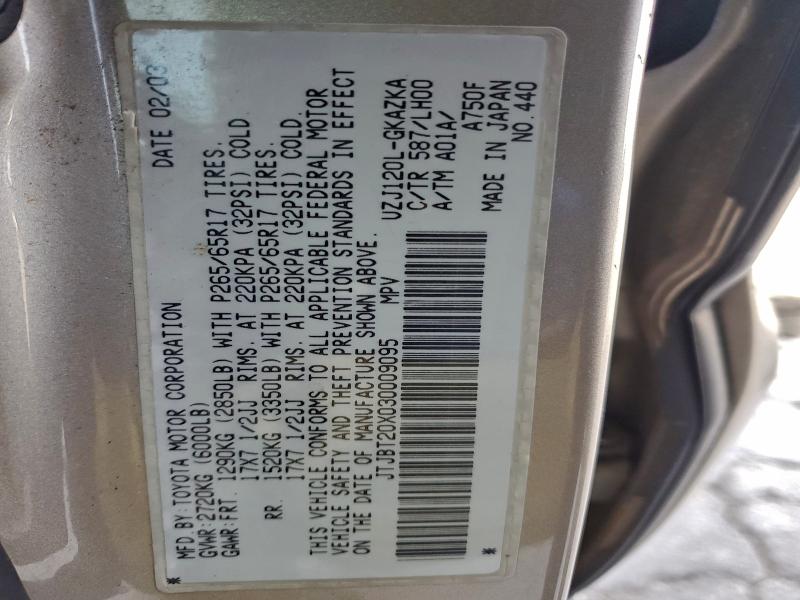 MFD. BY: TOYOTA MOTOR CORPORATION DATE 02/03
GVWR: 2720KG (6000LB)
GAWR: FRT. 1290KG (2850LB) WITH P265/65R17 TIRES.
17X7 1/2JJ RIMS. AT 220KPA (32PSI) COLD
RR. 1520KG (3350LB) WITH P265/65R17 TIRES.
17X7 1/2JJ RIMS. AT 220KPA (32PSI) COLD
THIS VEHICLE CONFORMS TO ALL APPLICABLE FEDERAL MOTOR
VEHICLE SAFETY AND THEFT PREVENTION STANDARDS IN EFFECT
ON THE DATE OF MANUFACTURE SHOWN ABOVE.
JTJBT20X030009095 MPV
UZJ120L-GKAZKA
C/TR 587/LH00
A/TM A01A/
A750F
MADE IN JAPAN
NO. 440
* *